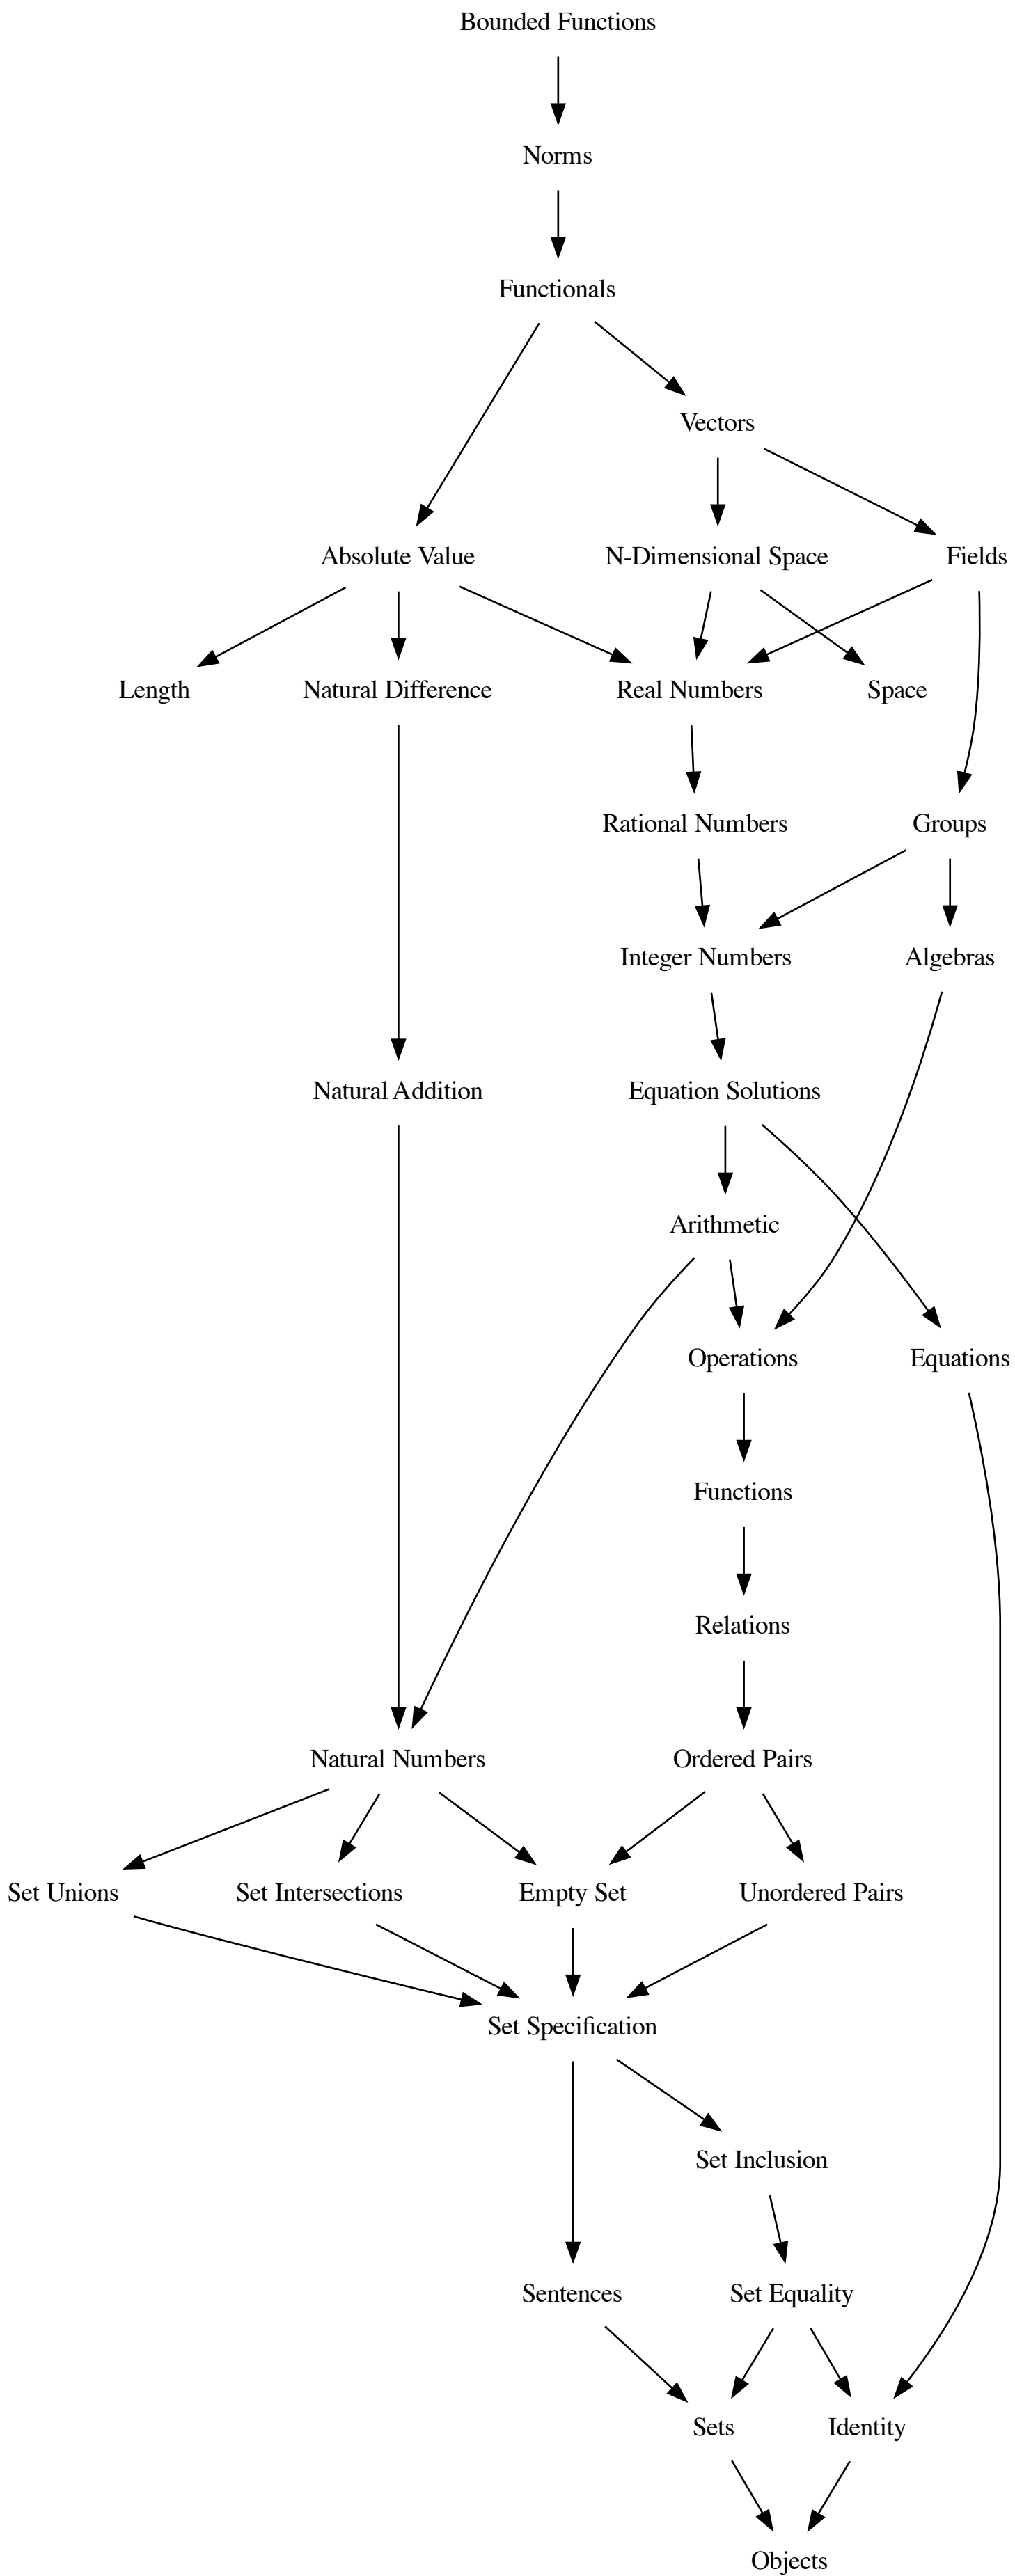 Bounded Functions
Norms
Functionals
Vectors
Absolute Value
N-Dimensional Space
Fields
Length
Natural Difference
Real Numbers
Space
Rational Numbers
Groups
Integer Numbers
Algebras
Natural Addition
Equation Solutions
Arithmetic
Operations
Equations
Functions
Relations
Natural Numbers
Ordered Pairs
Set Unions
Set Intersections
Empty Set
Unordered Pairs
Set Specification
Set Inclusion
Sentences
Set Equality
Sets
Identity
Objects